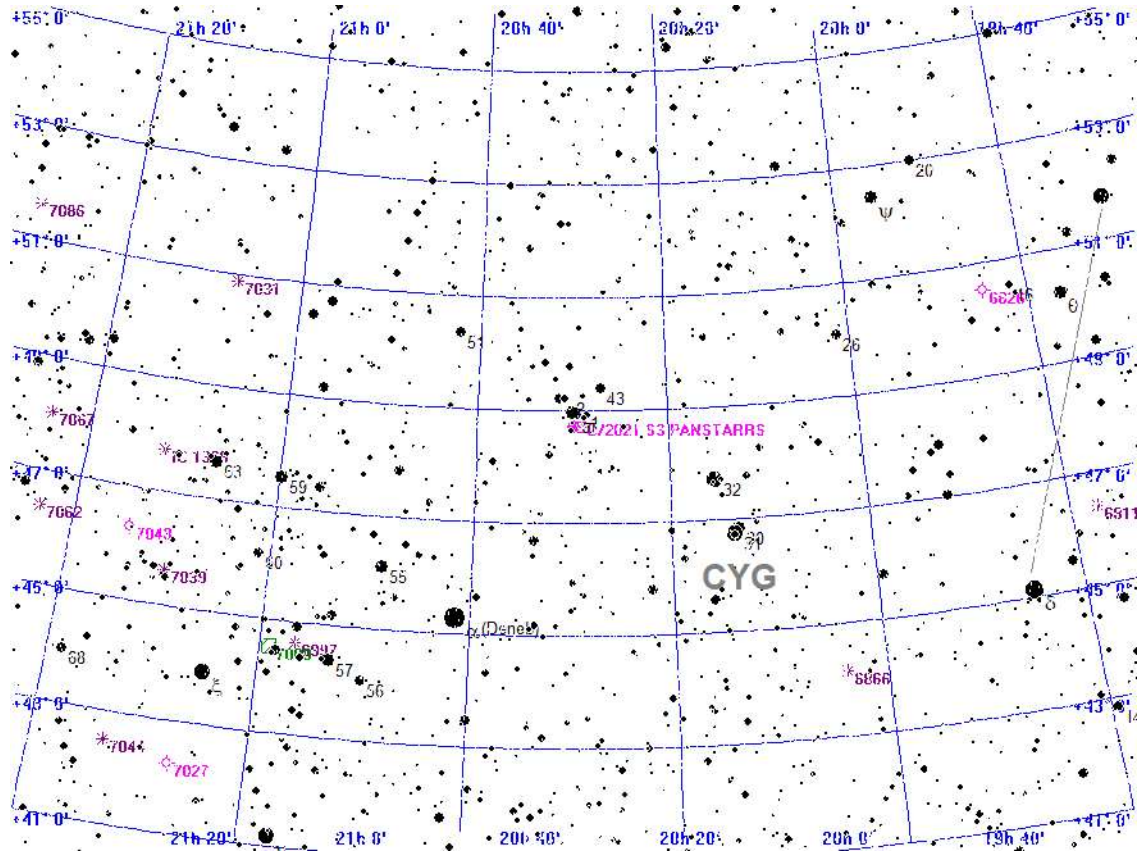 +55° 0'
21h 20'
21h 0'
20h 40'
20h 20'
20h 0'
19h 40'
+55° 0'
+53° 0'
+53° 0'
20
ψ
7086
+51° 0'
+51° 0'
7031
6826
16
θ
51
26
+49° 0'
+49° 0'
43
2
C/2021 S3 PANSTARRS
7067
63
59
32
+47° 0'
+47° 0'
7062
6811
7048
30
31
60
CYG
7039
55
+45° 0'
+45° 0'
δ
α (Deneb)
6997
68
57
6866
ξ
56
+43° 0'
+43° 0'
14
7044
7027
+41° 0'
+41° 0'
21h 20'
21h 0'
20h 40'
20h 20'
20h 0'
19h 40'